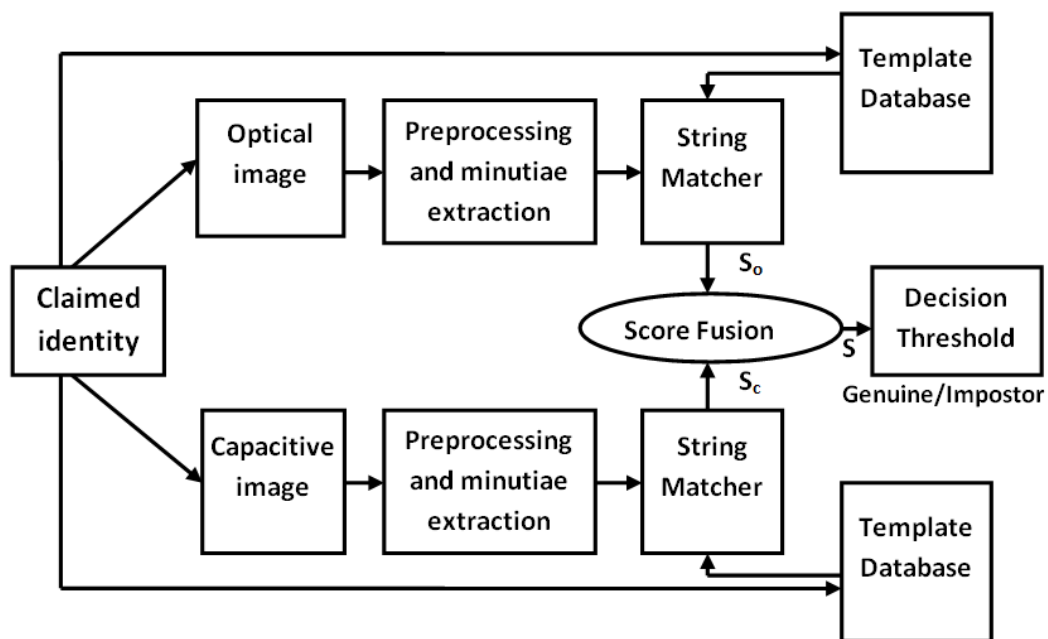 Template
Database
Optical
image
Preprocessing
and minutiae
extraction
String
Matcher
Claimed
identity
Sₒ
Score Fusion
S
Decision
Threshold
Genuine/Impostor
S꜀
Capacitive
image
Preprocessing
and minutiae
extraction
String
Matcher
Template
Database